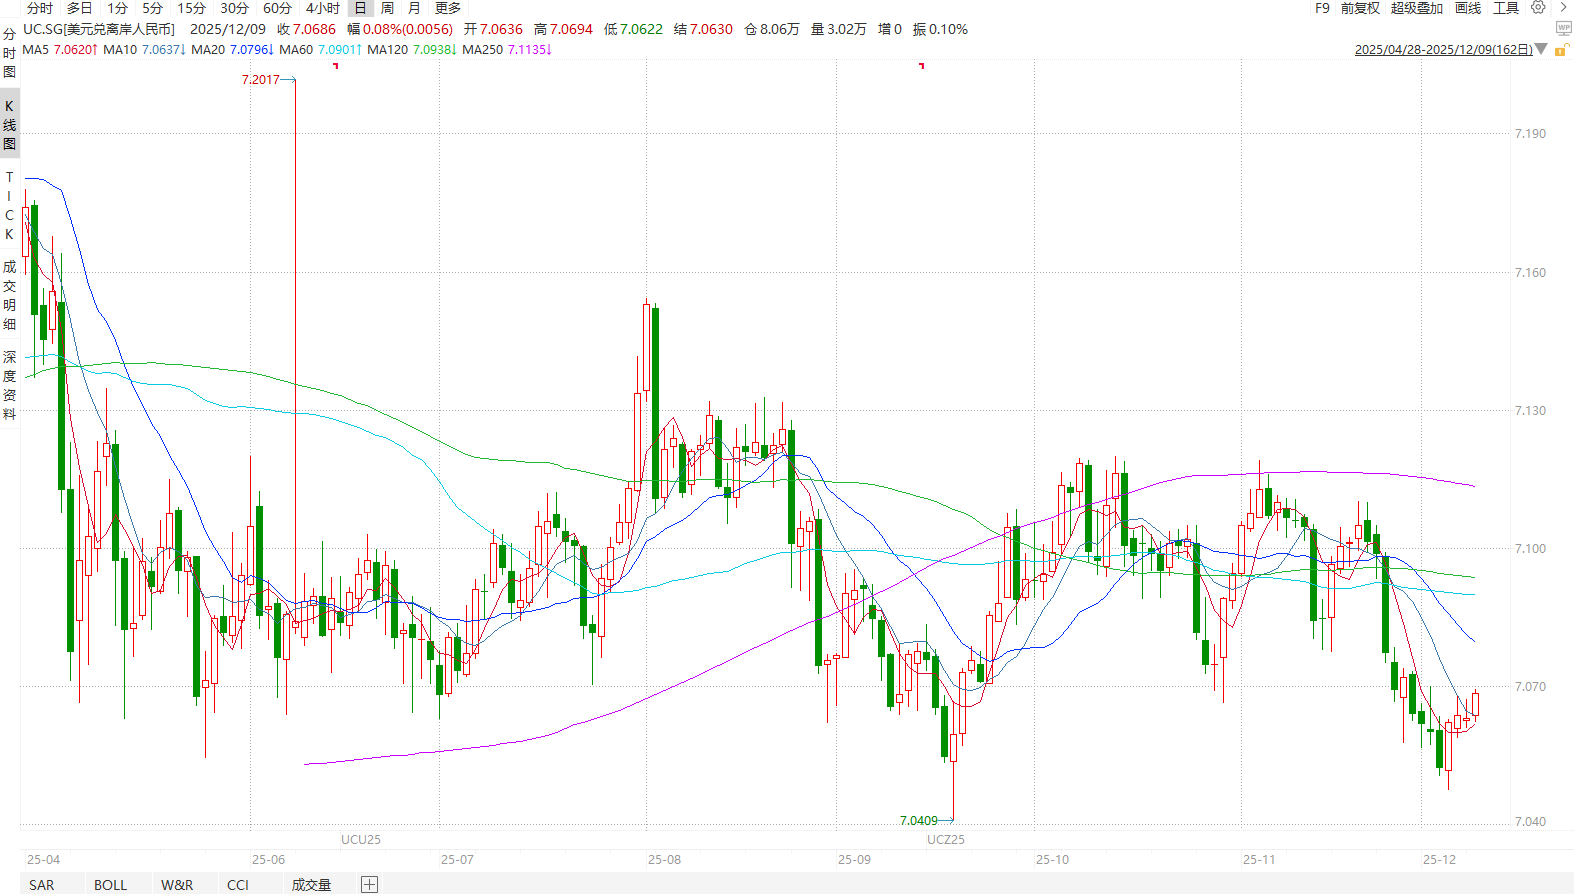 分时 多日 1分 5分 15分 30分 60分 4小时 日 周 月 更多 F9 前复权 超级叠加 画线 工具
UC.SG[美元兑离岸人民币] 2025/12/09 收 7.0686 幅 0.08%(0.0056) 开 7.0636 高 7.0694 低 7.0622 结 7.0630 仓 8.06万 量 3.02万 增 0 振 0.10%
MA5 7.0620↑ MA10 7.0637↓ MA20 7.0796↓ MA60 7.0901↑ MA120 7.0938↓ MA250 7.1135↓ 2025/04/28-2025/12/09(162日)
WP
分时图
K线图
TICK
成交明细
深度资料
7.2017
7.190
7.160
7.130
7.100
7.070
7.0409
7.040
UCU25 UCZ25
25-04 25-06 25-07 25-08 25-09 25-10 25-11 25-12
SAR BOLL W&R CCI 成交量